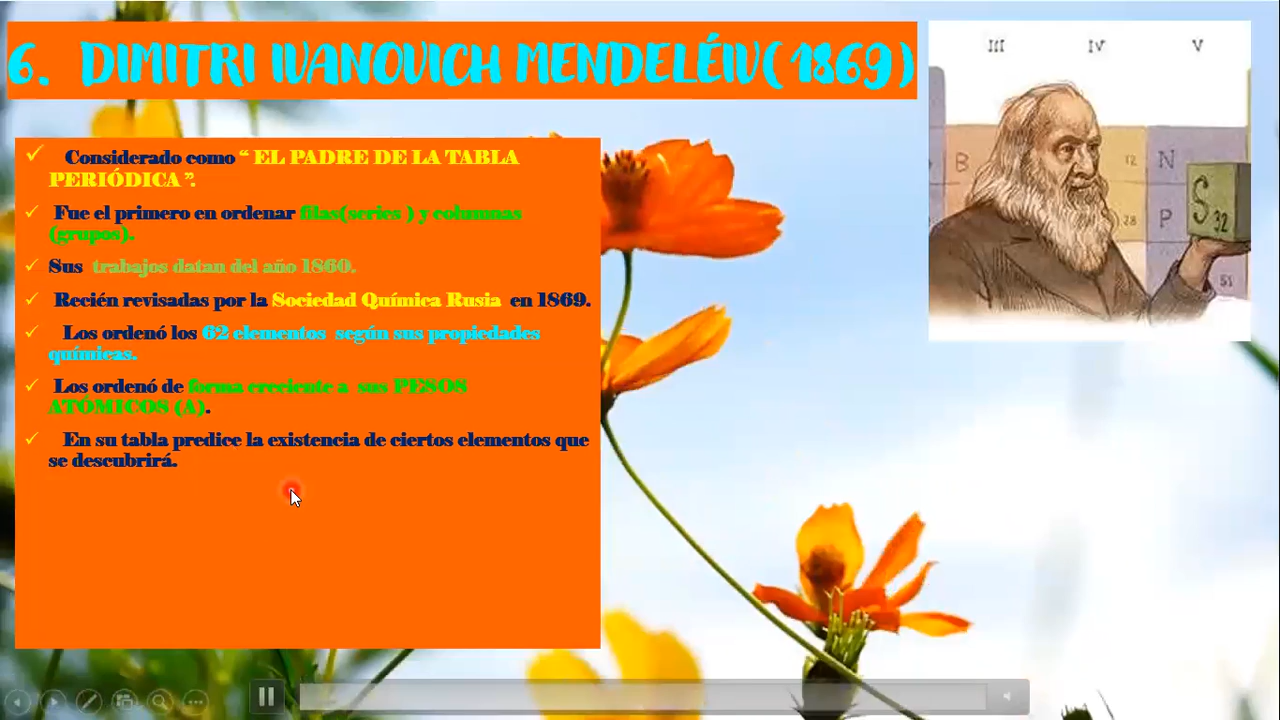 6. DIMITRI IVANOVICH MENDELÉIV( 1869)
Considerado como “ EL PADRE DE LA TABLA
PERIÓDICA ”.
Fue el primero en ordenar filas(series ) y columnas
(grupos).
Sus trabajos datan del año 1860.
Recién revisadas por la Sociedad Química Rusia en 1869.
Los ordenó los 62 elementos según sus propiedades
químicas.
Los ordenó de forma creciente a sus PESOS
ATÓMICOS (A).
En su tabla predice la existencia de ciertos elementos que
se descubrirá.
III IV V
B 12 N
28 P
S 32
51